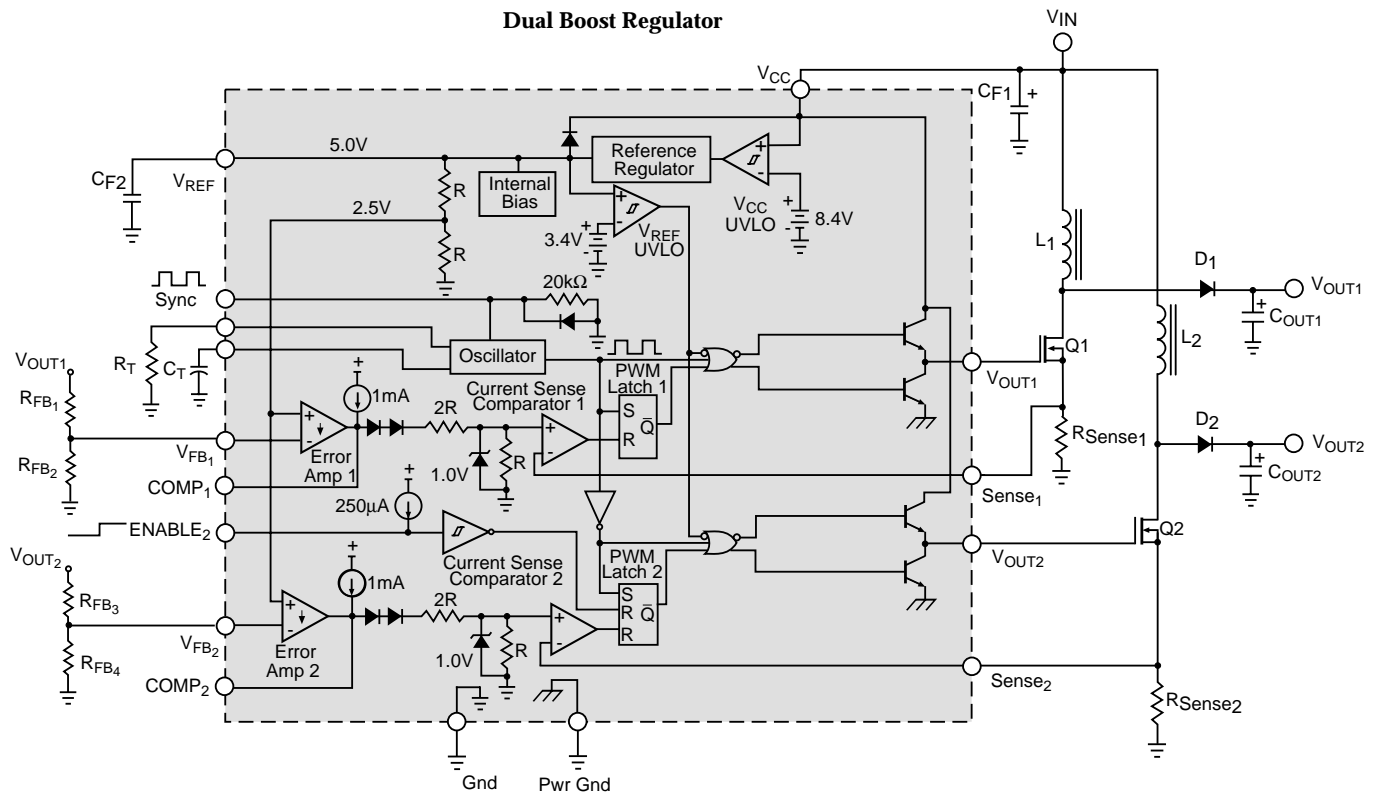 Dual Boost Regulator
VIN
VCC
CF1 +
5.0V
Reference
Regulator
+
-
CF2
VREF
R
Internal
Bias
+
-
VCC
UVLO
+
-
8.4V
2.5V
3.4V
+
-
VREF
UVLO
L1
R
D1
Sync
20kΩ
VOUT1
+
COUT1
RT
CT
Oscillator
L2
Q1
VOUT1
VOUT1
+
1mA
Current Sense
Comparator 1
PWM
Latch 1
RFB1
2R
S
R
Q̅
+
-
+
-
D2
RSense1
VOUT2
VFB1
Error
Amp 1
1.0V
R
RFB2
+
COUT2
COMP1
+
250µA
Sense1
ENABLE2
Q2
VOUT2
VOUT2
+
1mA
Current Sense
Comparator 2
PWM
Latch 2
RFB3
2R
S
R
R
Q̅
+
-
+
-
VFB2
RFB4
Error
Amp 2
1.0V
R
COMP2
Sense2
RSense2
Gnd
Pwr Gnd